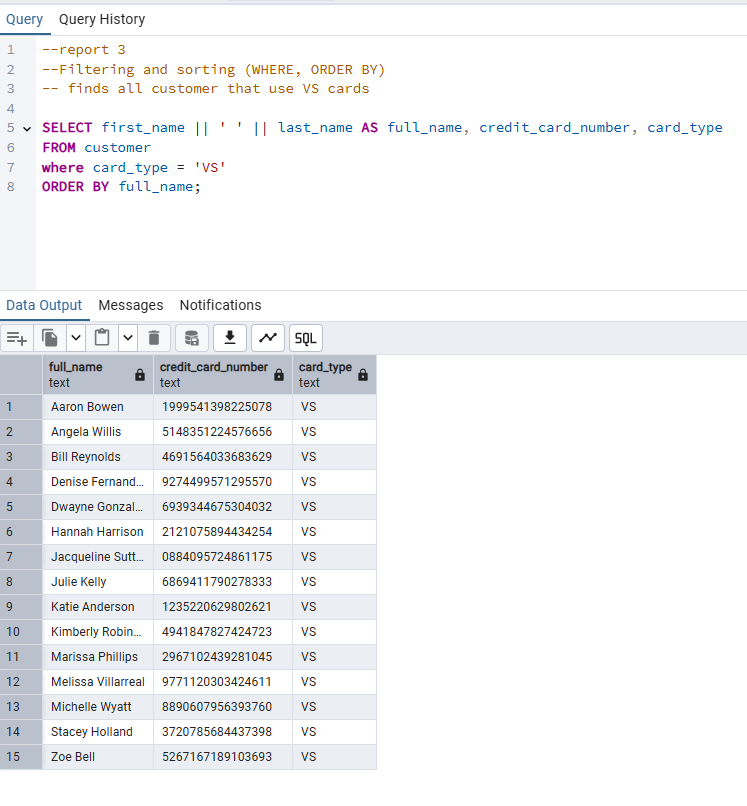 Query Query History
1 --report 3
2 --Filtering and sorting (WHERE, ORDER BY)
3 -- finds all customer that use VS cards
4
5 SELECT first_name || ' ' || last_name AS full_name, credit_card_number, card_type
6 FROM customer
7 where card_type = 'VS'
8 ORDER BY full_name;
Data Output Messages Notifications
SQL
full_name credit_card_number card_type
text text text
1 Aaron Bowen 1999541398225078 VS
2 Angela Willis 5148351224576656 VS
3 Bill Reynolds 4691564033683629 VS
4 Denise Fernand... 9274499571295570 VS
5 Dwayne Gonzal... 6939344675304032 VS
6 Hannah Harrison 2121075894434254 VS
7 Jacqueline Sutt... 0884095724861175 VS
8 Julie Kelly 6869411790278333 VS
9 Katie Anderson 1235220629802621 VS
10 Kimberly Robin... 4941847827424723 VS
11 Marissa Phillips 2967102439281045 VS
12 Melissa Villarreal 9771120303424611 VS
13 Michelle Wyatt 8890607956393760 VS
14 Stacey Holland 3720785684437398 VS
15 Zoe Bell 5267167189103693 VS